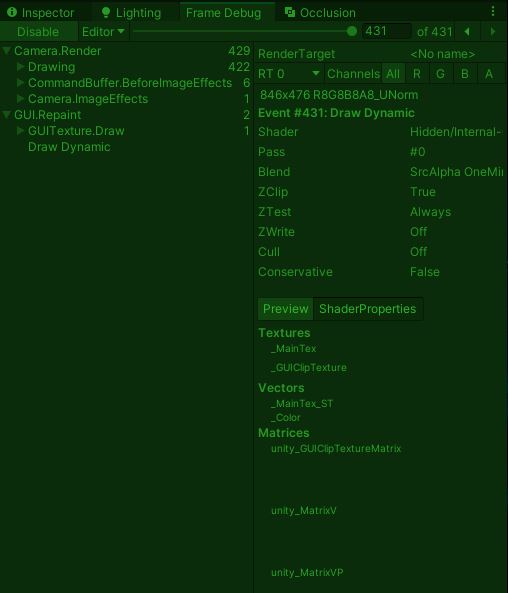 Inspector Lighting Frame Debug Occlusion
Disable Editor 431 of 431
Camera.Render 429
Drawing 422
CommandBuffer.BeforeImageEffects 6
Camera.ImageEffects 1
GUI.Repaint 2
GUITexture.Draw 1
Draw Dynamic
RenderTarget <No name>
RT 0 Channels All R G B A
846x476 R8G8B8A8_UNorm
Event #431: Draw Dynamic
Shader Hidden/Internal-
Pass #0
Blend SrcAlpha OneMin
ZClip True
ZTest Always
ZWrite Off
Cull Off
Conservative False
Preview ShaderProperties
Textures
_MainTex
_GUIClipTexture
Vectors
_MainTex_ST
_Color
Matrices
unity_GUIClipTextureMatrix
unity_MatrixV
unity_MatrixVP